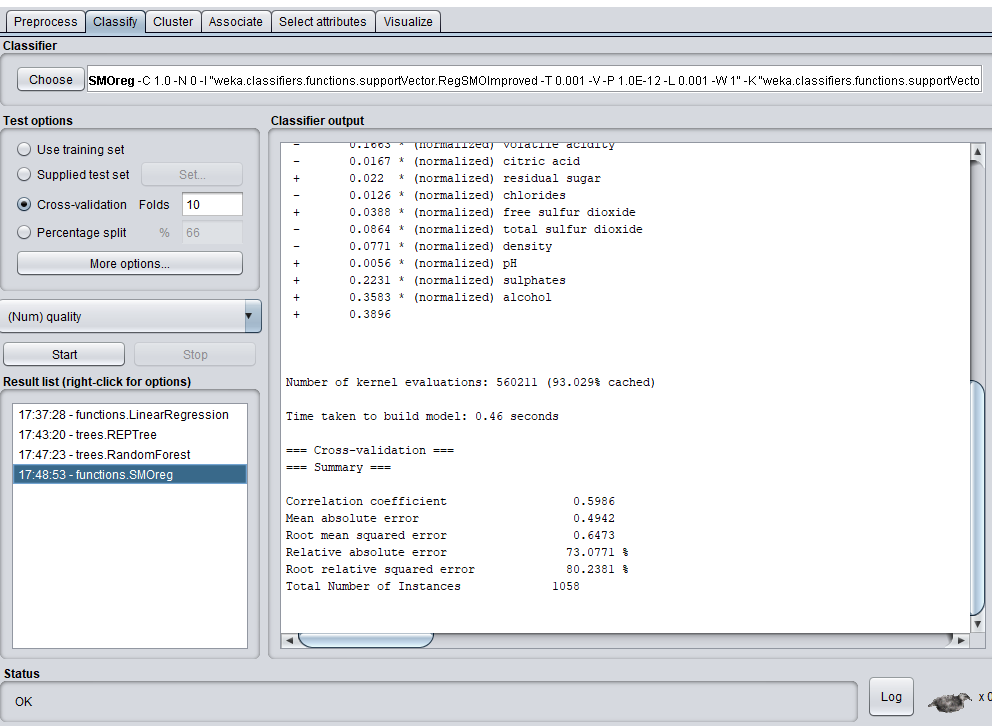 Preprocess Classify Cluster Associate Select attributes Visualize
Classifier
Choose SMOreg -C 1.0 -N 0 -I "weka.classifiers.functions.supportVector.RegSMOImproved -T 0.001 -V -P 1.0E-12 -L 0.001 -W 1" -K "weka.classifiers.functions.supportVecto
Test options
Use training set
Supplied test set Set...
Cross-validation Folds 10
Percentage split % 66
More options...
(Num) quality
Start Stop
Result list (right-click for options)
17:37:28 - functions.LinearRegression
17:43:20 - trees.REPTree
17:47:23 - trees.RandomForest
17:48:53 - functions.SMOreg
Classifier output
- 0.1663 * (normalized) volatile acidity
- 0.0167 * (normalized) citric acid
+ 0.022 * (normalized) residual sugar
- 0.0126 * (normalized) chlorides
+ 0.0388 * (normalized) free sulfur dioxide
- 0.0864 * (normalized) total sulfur dioxide
- 0.0771 * (normalized) density
+ 0.0056 * (normalized) pH
+ 0.2231 * (normalized) sulphates
+ 0.3583 * (normalized) alcohol
+ 0.3896
Number of kernel evaluations: 560211 (93.029% cached)
Time taken to build model: 0.46 seconds
=== Cross-validation ===
=== Summary ===
Correlation coefficient 0.5986
Mean absolute error 0.4942
Root mean squared error 0.6473
Relative absolute error 73.0771 %
Root relative squared error 80.2381 %
Total Number of Instances 1058
Status
OK
Log
x 0